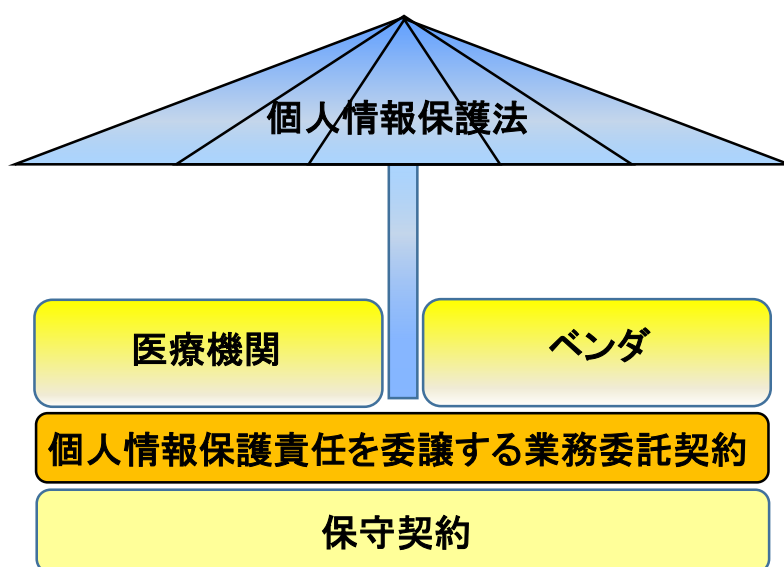 個人情報保護法
医療機関
ベンダ
個人情報保護責任を委譲する業務委託契約
保守契約